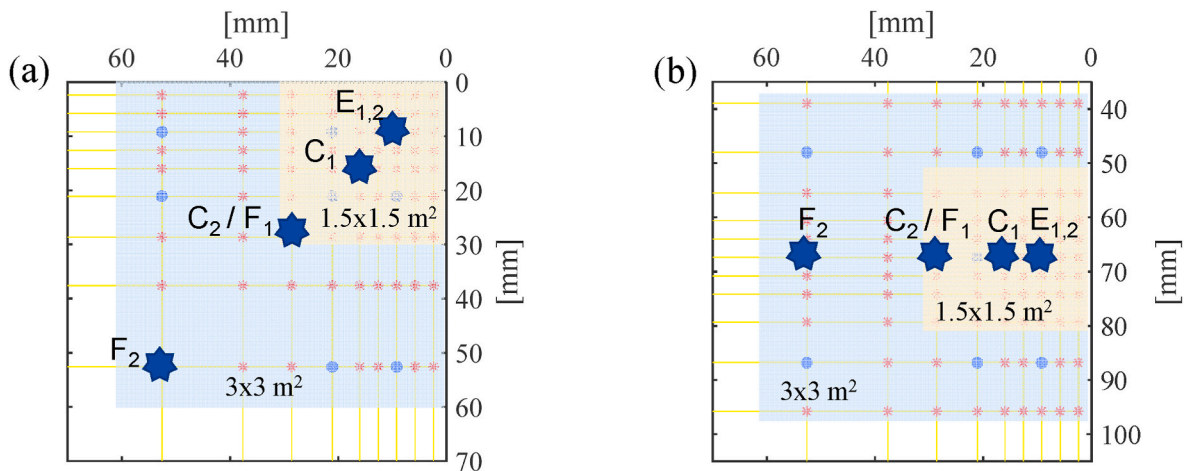 [mm]
(a)
60 40 20 0
0
10
20
30
40
50
60
70
[mm]
E1,2
C1
C2 / F1
1.5x1.5 m²
F2
3x3 m²
[mm]
(b)
60 40 20 0
40
50
60
70
80
90
100
[mm]
F2 C2 / F1 C1 E1,2
1.5x1.5 m²
3x3 m²